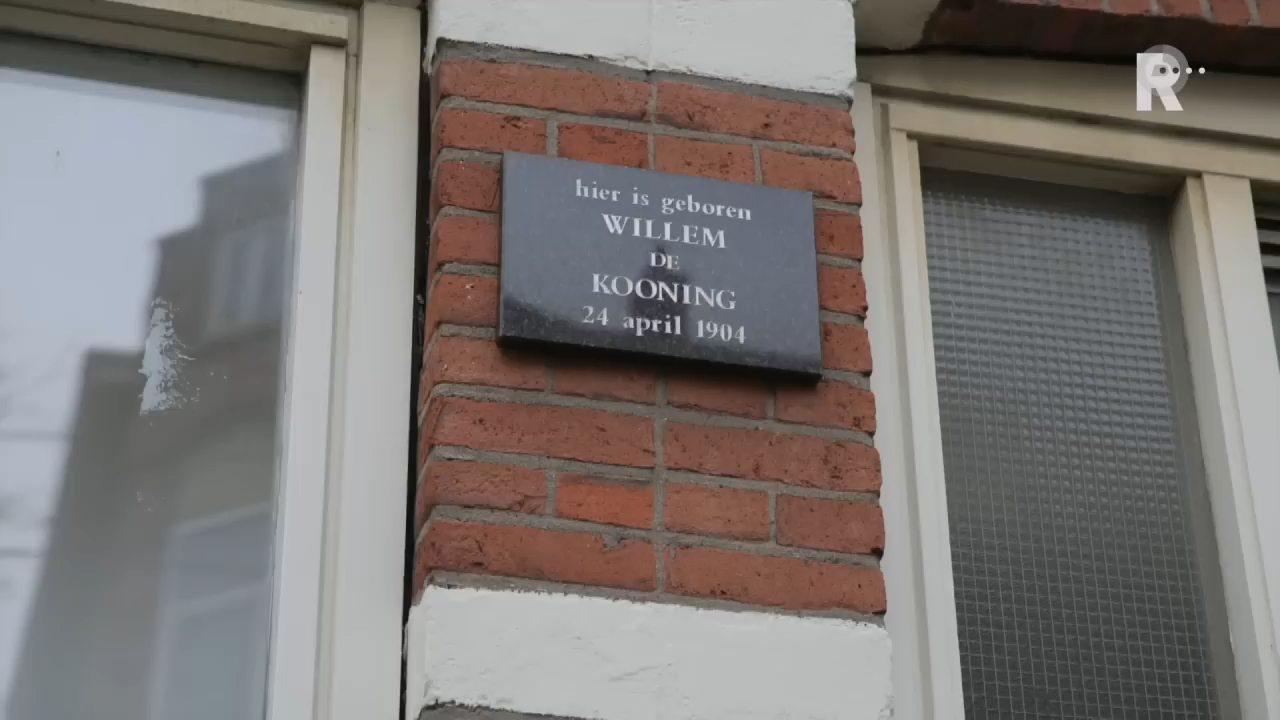 R
hier is geboren
WILLEM
DE
KOONING
24 april 1904